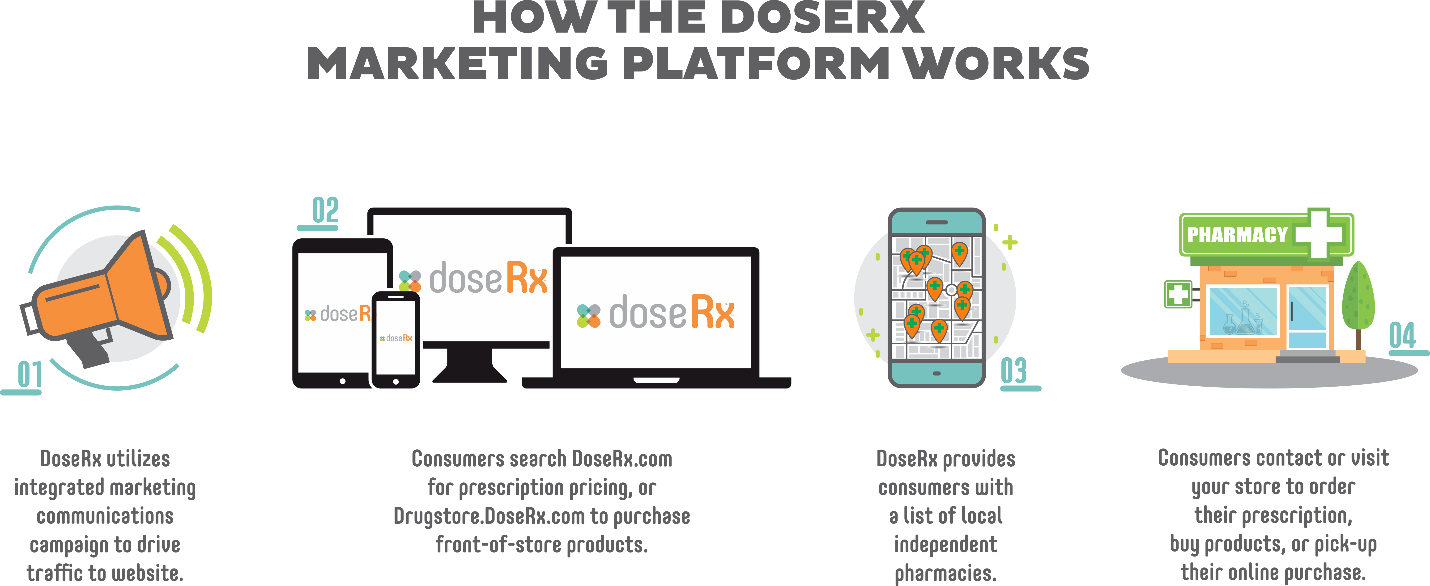 HOW THE DOSERX
MARKETING PLATFORM WORKS
01
DoseRx utilizes
integrated marketing
communications
campaign to drive
traffic to website.
02
doseRx
doseR
doseRx
doseRx
Consumers search DoseRx.com
for prescription pricing, or
Drugstore.DoseRx.com to purchase
front-of-store products.
03
DoseRx provides
consumers with
a list of local
independent
pharmacies.
PHARMACY
04
Consumers contact or visit
your store to order
their prescription,
buy products, or pick-up
their online purchase.